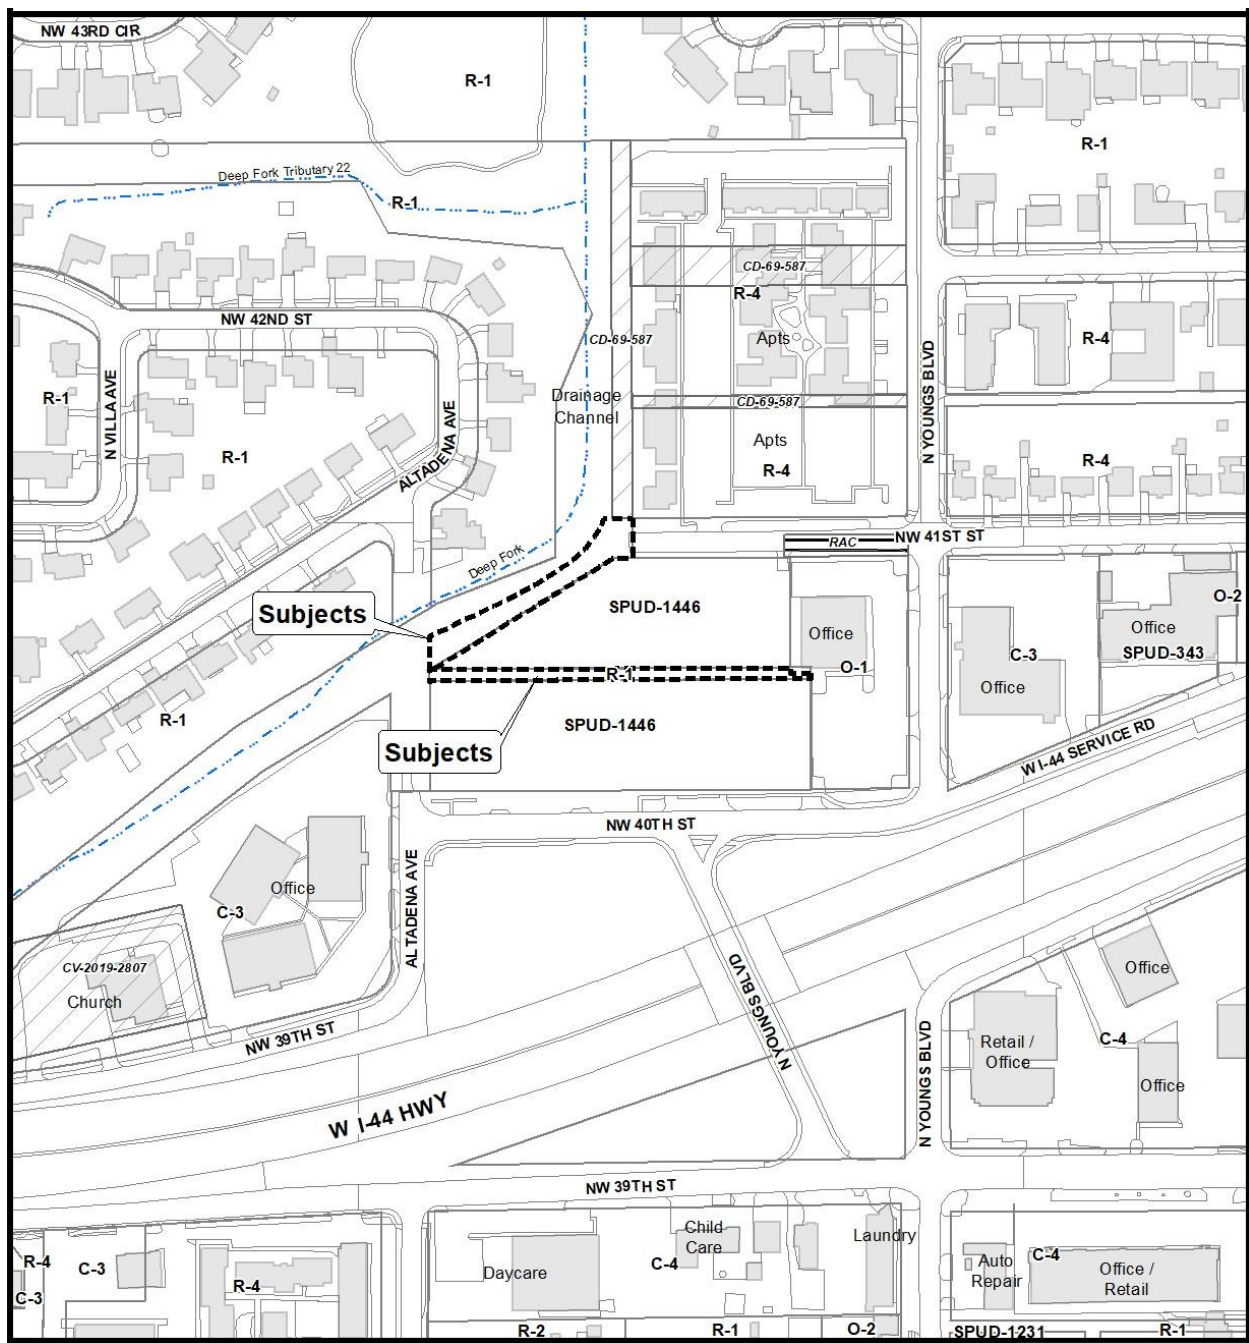 NW 43RD CIR
R-1
R-1
Deep Fork Tributary 22
R-1
CD-69-587
R-4
NW 42ND ST
CD-69-587
Apts
R-4
N YOUNGS BLVD
R-1
N VILLA AVE
Drainage
Channel
CD-69-587
ALTADENA AVE
R-1
Apts
R-4
R-4
NW 41ST ST
RAC
Deep Fork
Subjects
SPUD-1446
Office
O-1
R-1
O-2
Office
SPUD-343
C-3
Office
R-1
SPUD-1446
Subjects
W I-44 SERVICE RD
NW 40TH ST
Office
C-3
ALTADENA AVE
CV-2019-2807
Church
N YOUNGS BLVD
Office
NW 39TH ST
N YOUNGS BLVD
Retail /
Office
C-4
Office
W I-44 HWY
NW 39TH ST
R-4
C-3
C-3
R-4
Daycare
Child
Care
C-4
Laundry
Auto
Repair
C-4
Office /
Retail
R-2
R-1
O-2
SPUD-1231
R-1